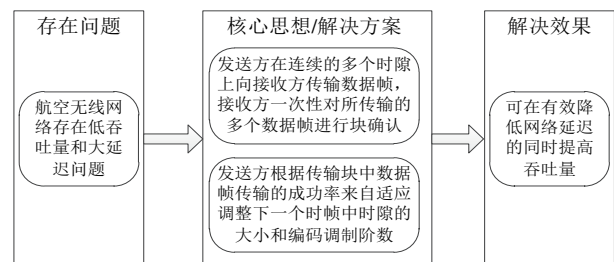 存在问题
航空无线网
络存在低吞
吐量和大延
迟问题
核心思想/解决方案
发送方在连续的多个时隙
上向接收方传输数据帧，
接收方一次性对所传输的
多个数据帧进行块确认
发送方根据传输块中数据
帧传输的成功率来自适应
调整下一个时帧中时隙的
大小和编码调制阶数
解决效果
可在有效降
低网络延迟
的同时提高
吞吐量